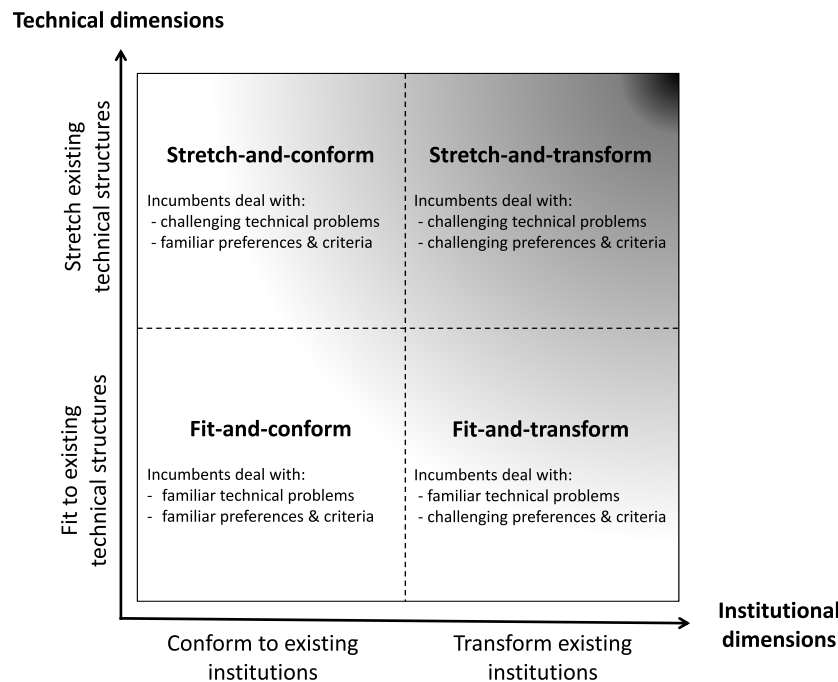 Technical dimensions
Stretch existing
technical structures
Stretch-and-conform
Incumbents deal with:
- challenging technical problems
- familiar preferences & criteria
Stretch-and-transform
Incumbents deal with:
- challenging technical problems
- challenging preferences & criteria
Fit to existing
technical structures
Fit-and-conform
Incumbents deal with:
- familiar technical problems
- familiar preferences & criteria
Fit-and-transform
Incumbents deal with:
- familiar technical problems
- challenging preferences & criteria
Institutional
dimensions
Conform to existing
institutions
Transform existing
institutions